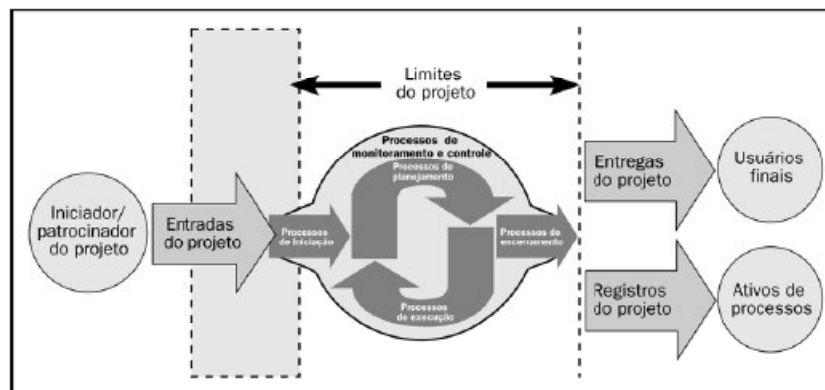 Limites
do projeto
Processos de
monitoramento e controle
Processos de
planejamento
Iniciador/
patrocinador
do projeto
Entradas
do projeto
Processos
de Iniciação
Processos de
encerramento
Processos
de execução
Entregas
do projeto
Usuários
finais
Registros
do projeto
Ativos de
processos